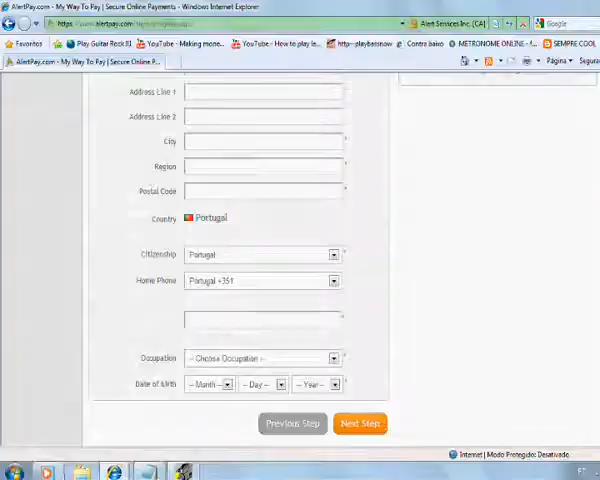 AlertPay.com - My Way To Pay | Secure Online Payments - Windows Internet Explorer
Alert Services Inc. [CA]
Google
Favoritos
Play Guitar Rock III
YouTube - Making mone...
YouTube - How to play le...
Contra baixo
METRONOME ONLINE -
SEMPRE COOL
AlertPay.com - My Way To Pay | Secure Online P...
Página
Segura
Address Line 1
Address Line 2
City
Region
Postal Code
Country
Portugal
Citizenship
Portugal
Home Phone
Portugal +351
Occupation
-- Choose Occupation --
Date of Birth
-- Month --
-- Day --
-- Year --
Previous Step
Next Step
Internet | Modo Protegido: Desativado
PT